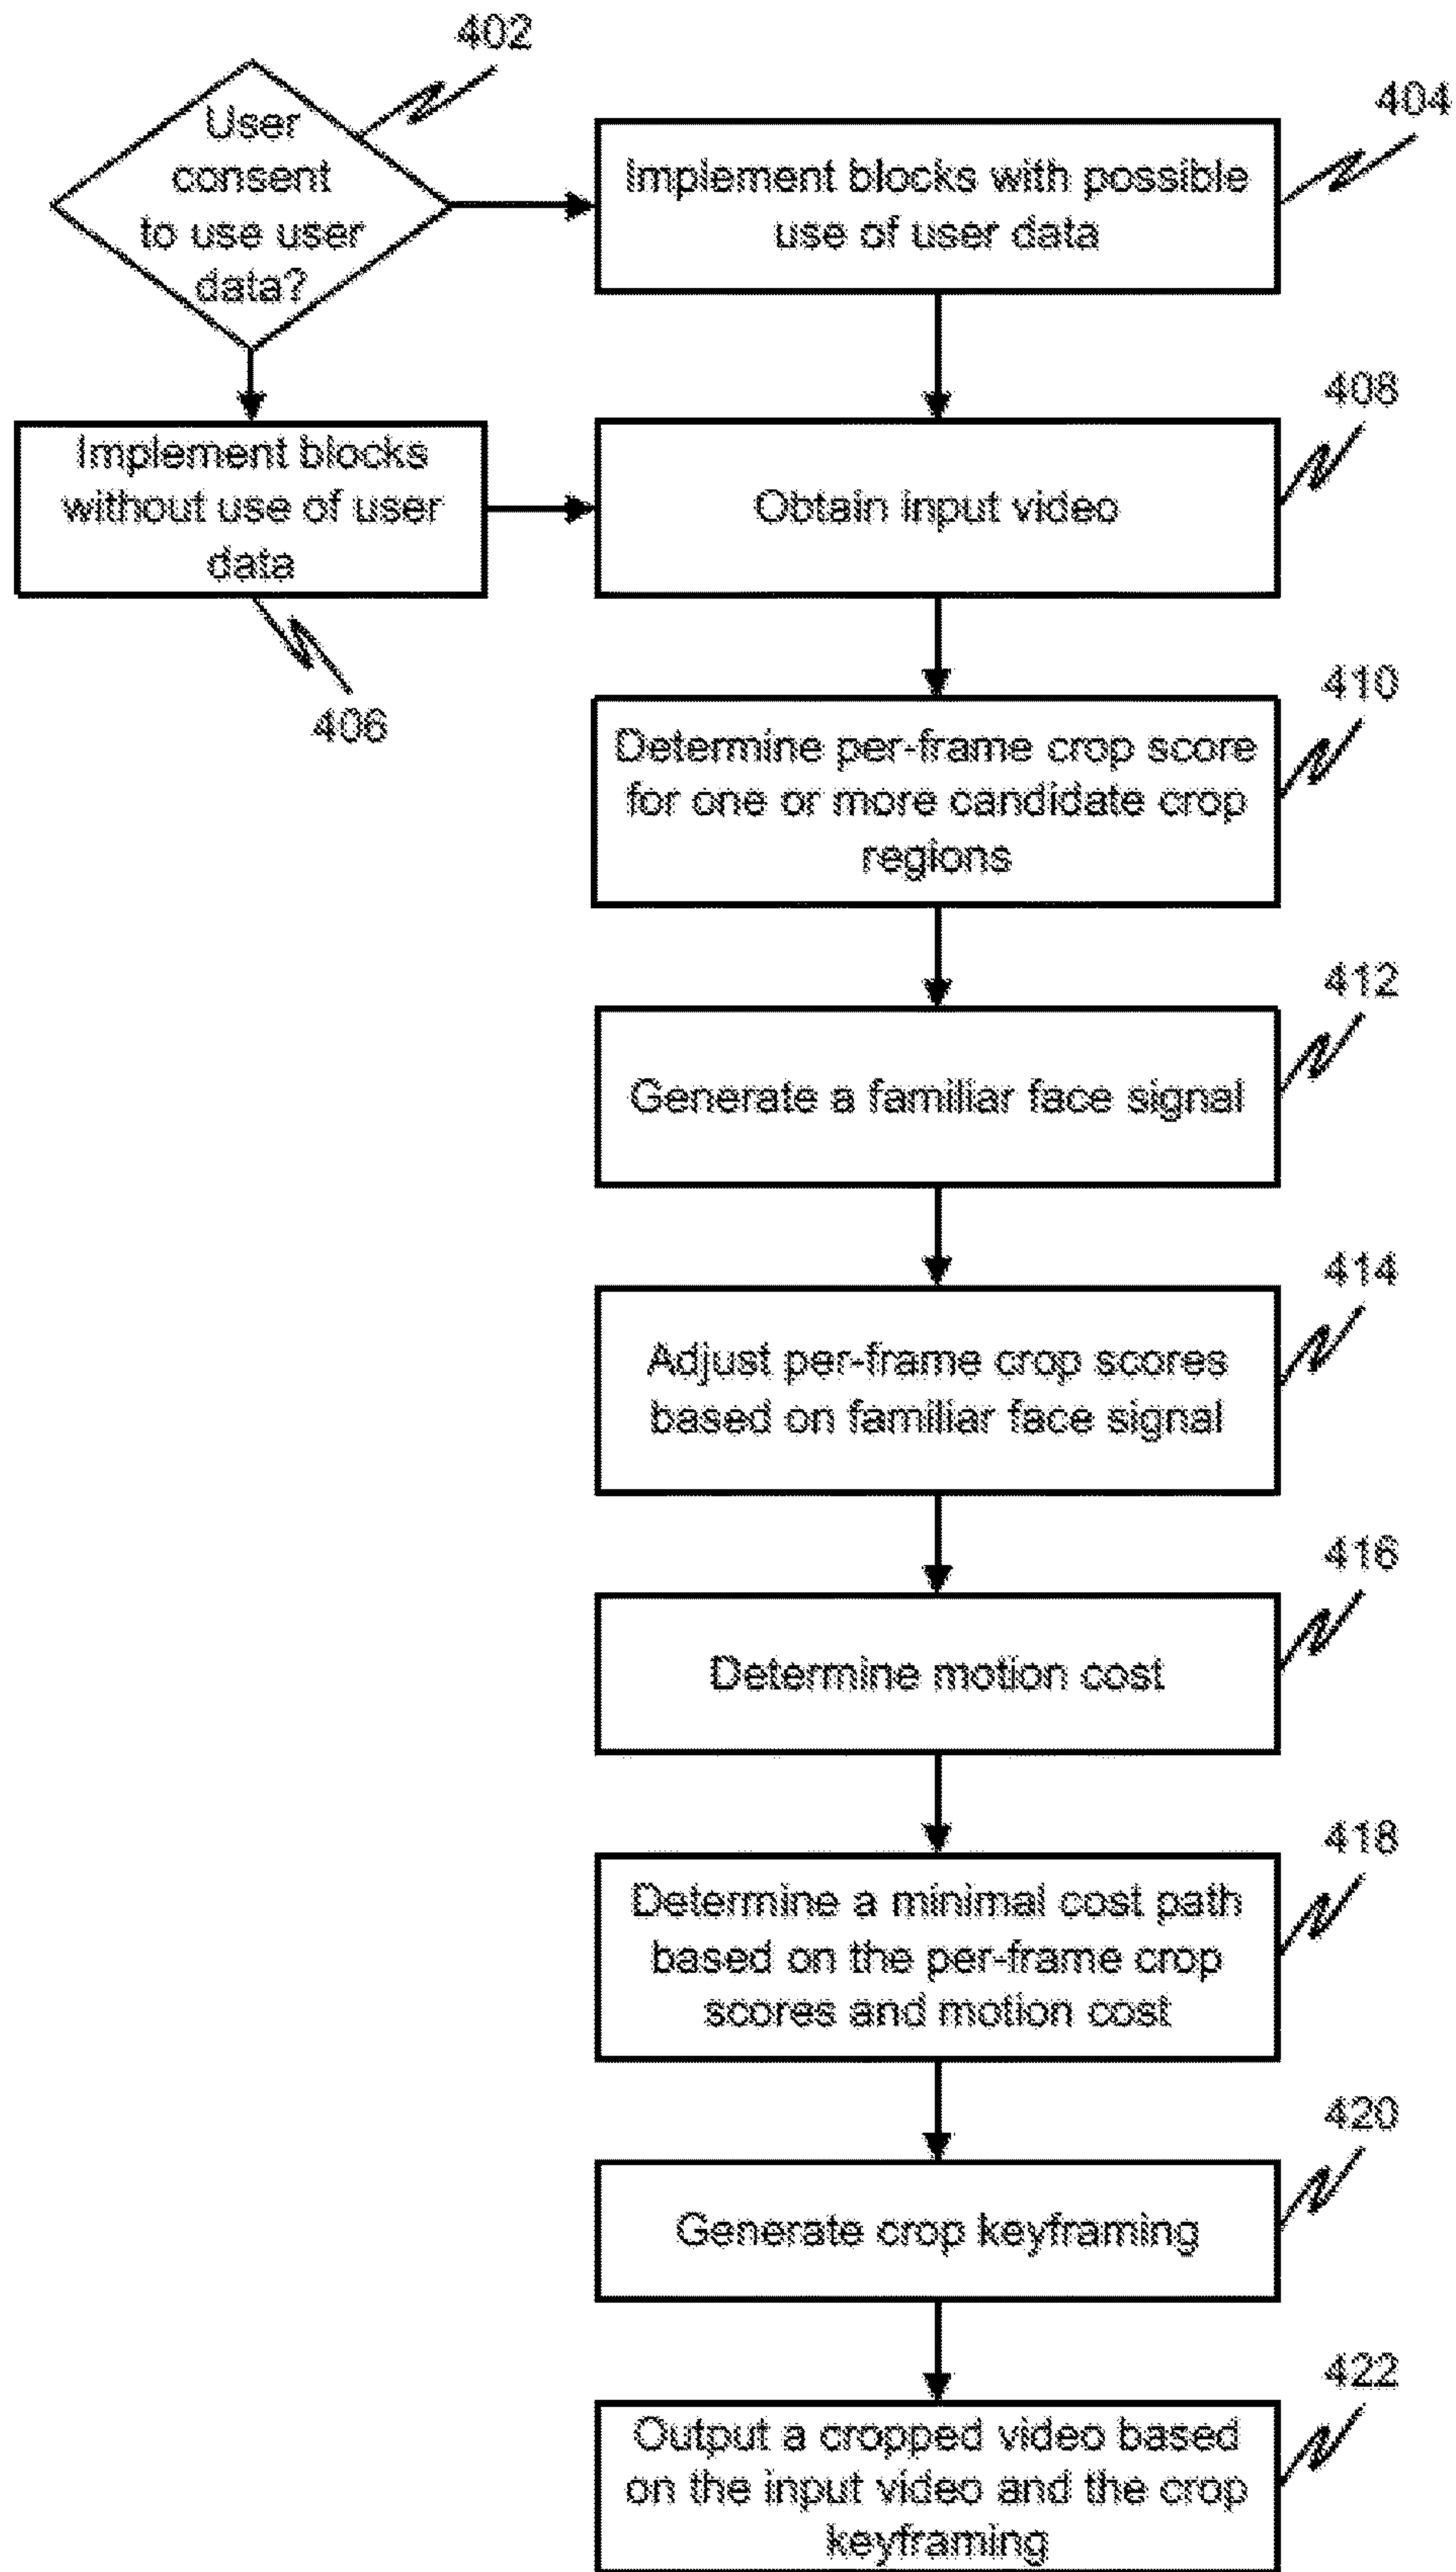 402
User
consent
to use user
data?
404
Implement blocks with possible
use of user data
Implement blocks
without use of user
data
406
408
Obtain input video
410
Determine per-frame crop score
for one or more candidate crop
regions
412
Generate a familiar face signal
414
Adjust per-frame crop scores
based on familiar face signal
416
Determine motion cost
418
Determine a minimal cost path
based on the per-frame crop
scores and motion cost
420
Generate crop keyframing
422
Output a cropped video based
on the input video and the crop
keyframing